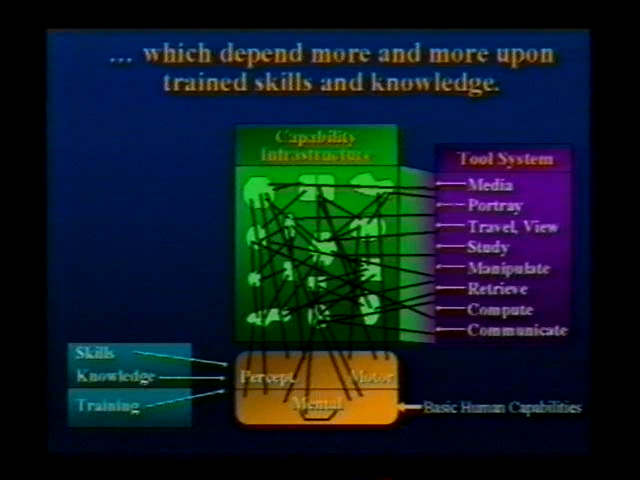 ... which depend more and more upon
trained skills and knowledge.
Capability
Infrastructure
Tool System
Media
Portray
Travel, View
Study
Manipulate
Retrieve
Compute
Communicate
Skills
Knowledge
Training
Percept.
Motor
Mental
Basic Human Capabilities